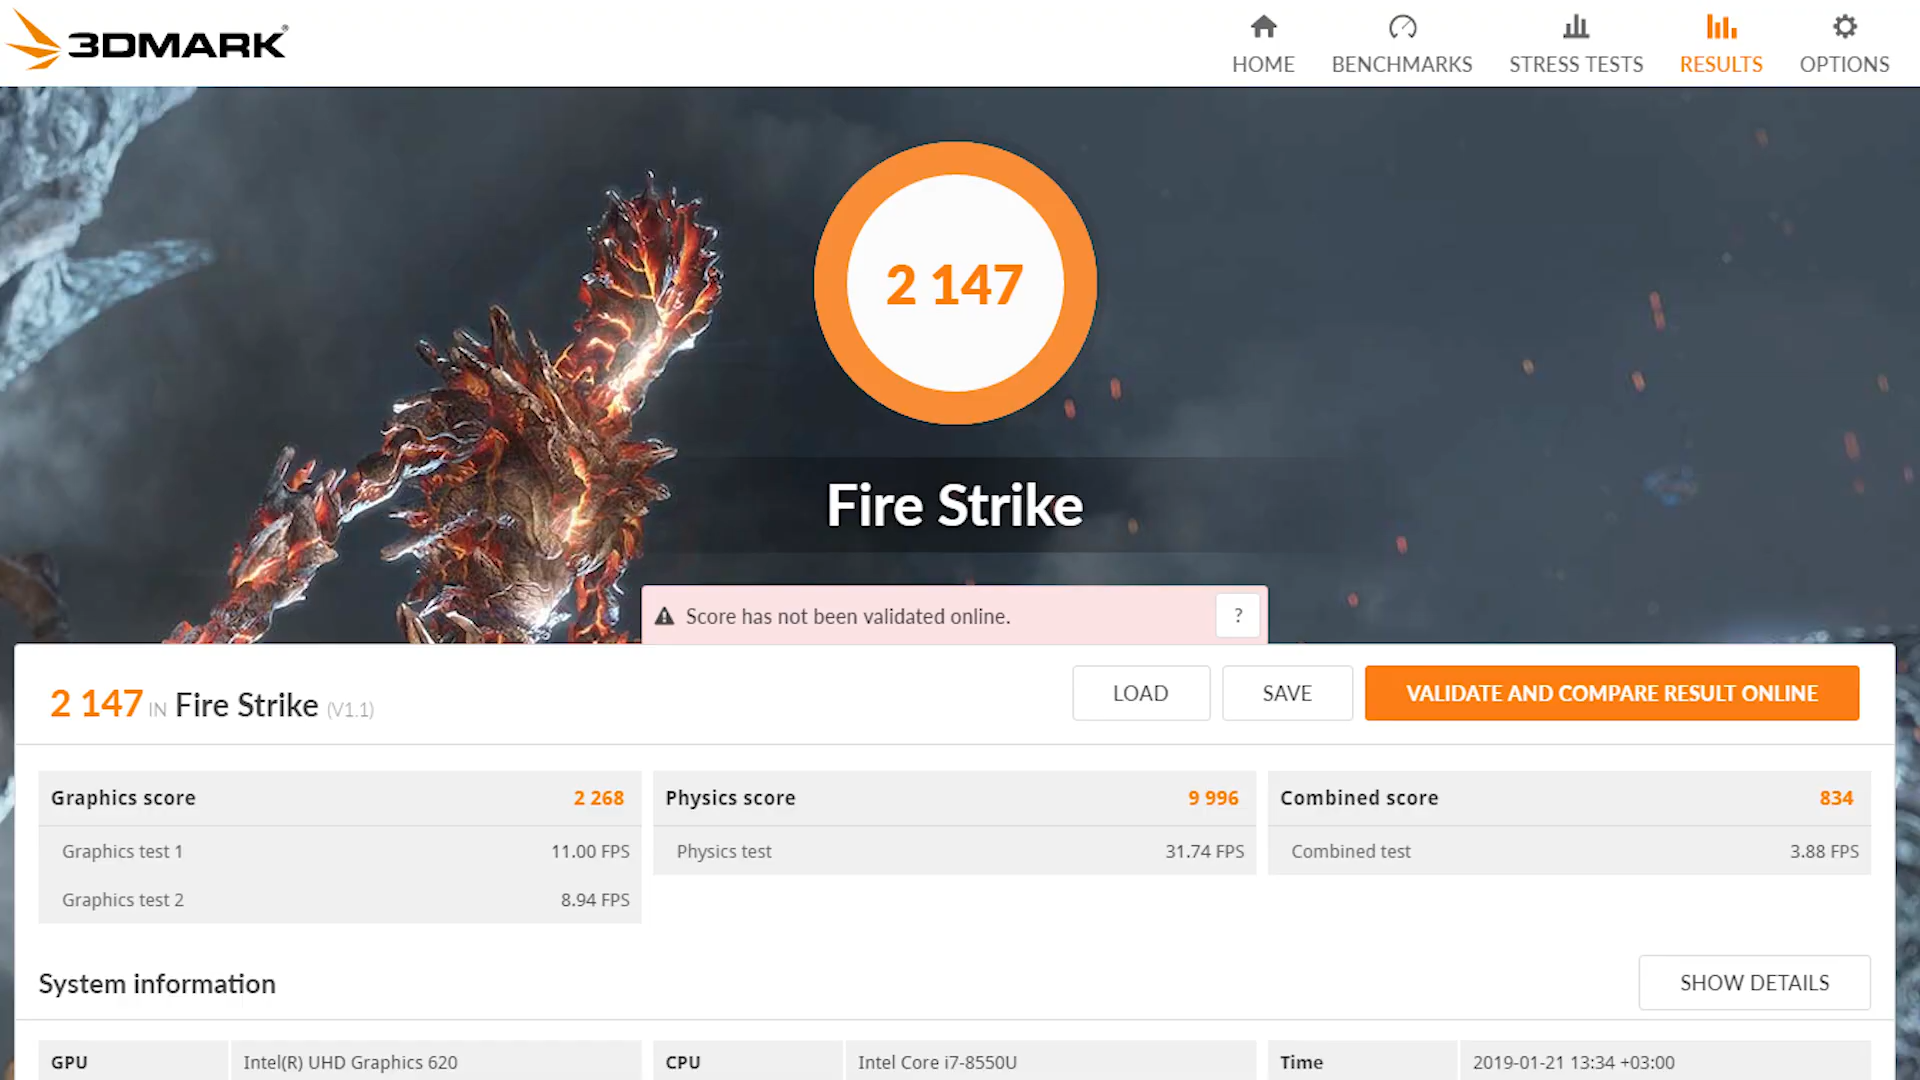 3DMARK®
HOME
BENCHMARKS
STRESS TESTS
RESULTS
OPTIONS
2 147
Fire Strike
Score has not been validated online.
?
2 147 IN Fire Strike (V1.1)
LOAD
SAVE
VALIDATE AND COMPARE RESULT ONLINE
Graphics score 2 268
Graphics test 1 11.00 FPS
Graphics test 2 8.94 FPS
Physics score 9 996
Physics test 31.74 FPS
Combined score 834
Combined test 3.88 FPS
System information
SHOW DETAILS
GPU Intel(R) UHD Graphics 620
CPU Intel Core i7-8550U
Time 2019-01-21 13:34 +03:00